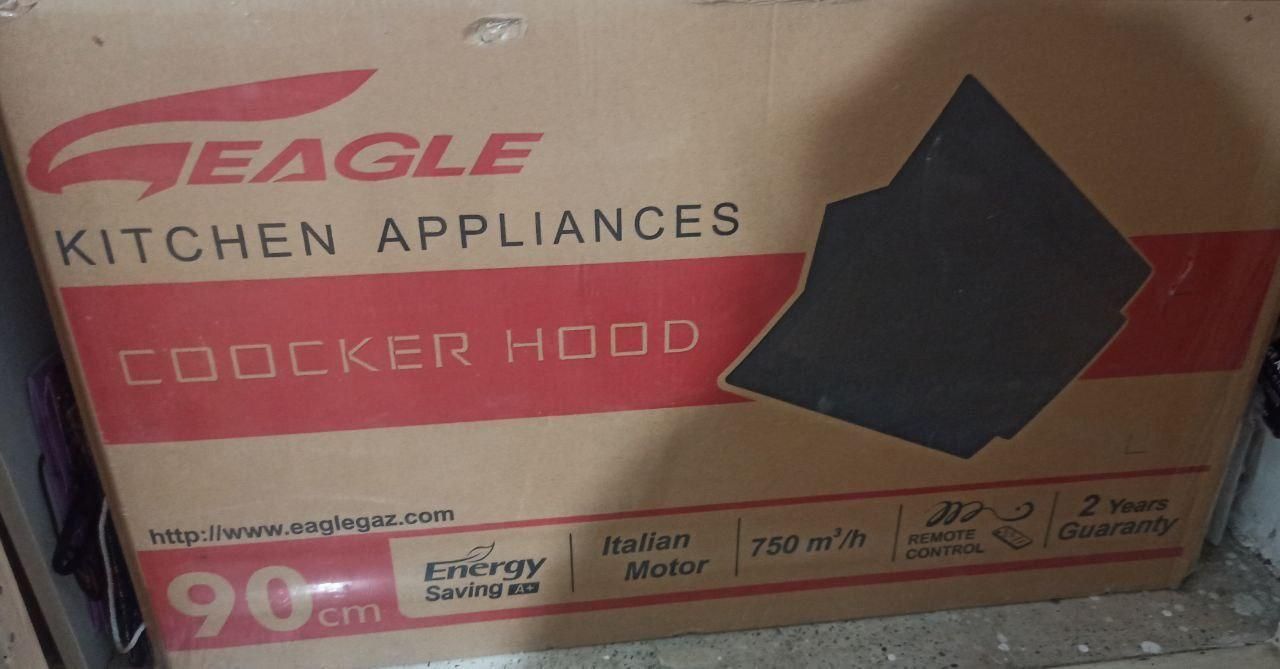 EAGLE
KITCHEN APPLIANCES
COOCKER HOOD
http://www.eaglegaz.com
90cm
Energy
Saving A+
Italian
Motor
750 m³/h
REMOTE
CONTROL
2 Years
Guaranty